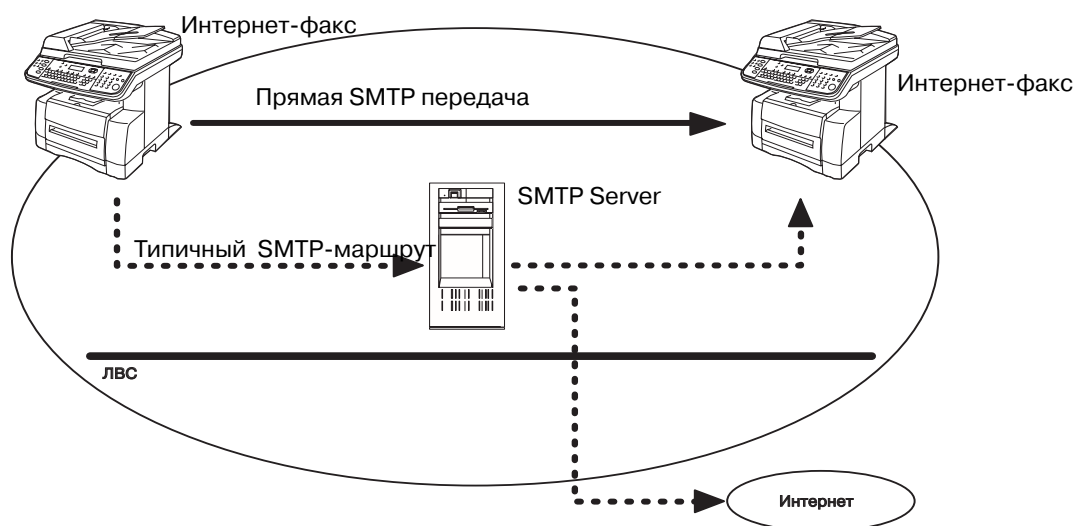 Интернет-факс
Интернет-факс
Прямая SMTP передача
SMTP Server
Типичный SMTP-маршрут
ЛВС
Интернет